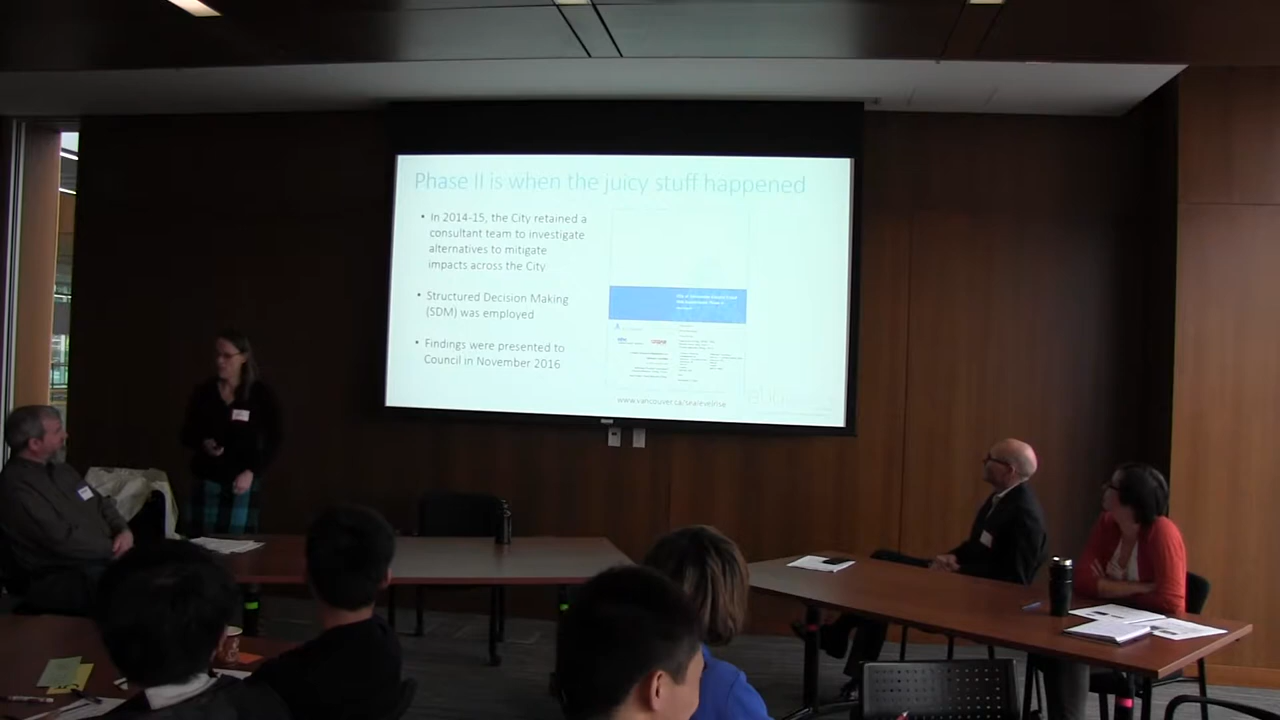 Phase II is when the juicy stuff happened
• In 2014-15, the City retained a
consultant team to investigate
alternatives to mitigate
impacts across the City
• Structured Decision Making
(SDM) was employed
• Findings were presented to
Council in November 2016
www.vancouver.ca/sealevelrise